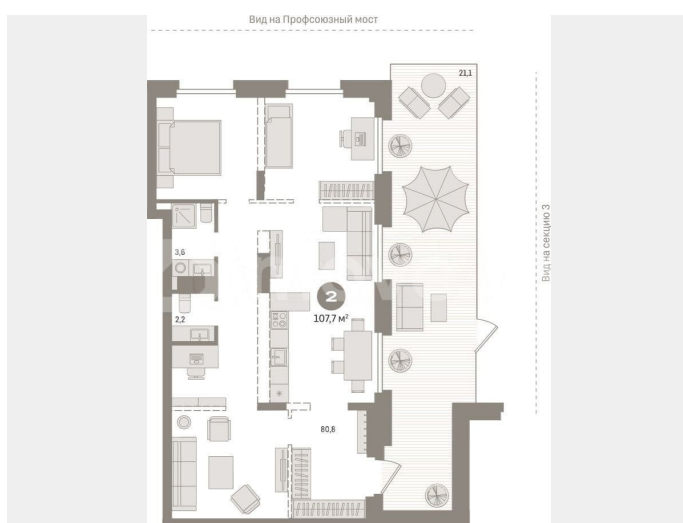 Вид на Профсоюзный мост
21,1
Вид на секцию 3
3,6
2
107,7 м²
2,2
80,8